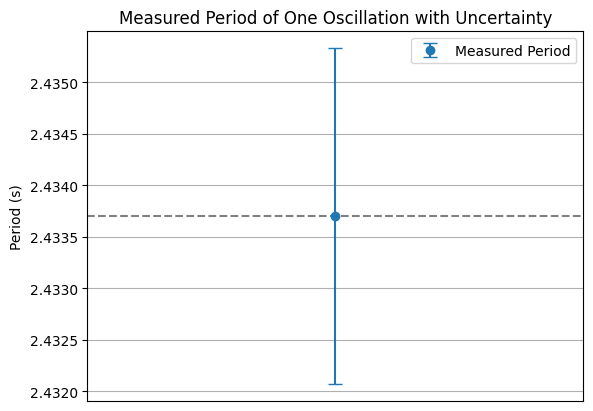 Measured Period of One Oscillation with Uncertainty
Measured Period
Period (s)
2.4350
2.4345
2.4340
2.4335
2.4330
2.4325
2.4320